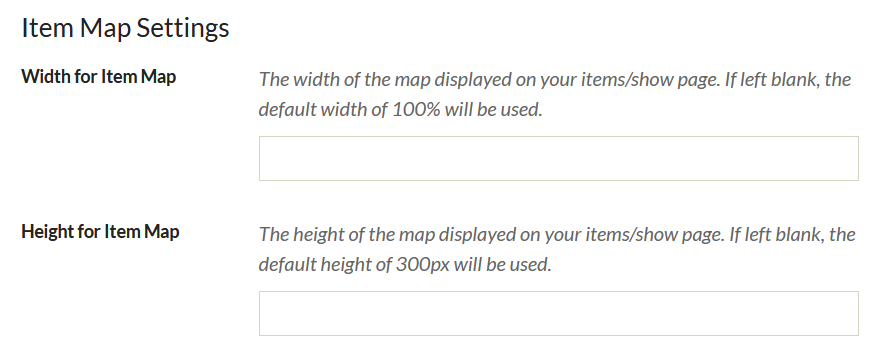 Item Map Settings
Width for Item Map
The width of the map displayed on your items/show page. If left blank, the
default width of 100% will be used.
Height for Item Map
The height of the map displayed on your items/show page. If left blank, the
default height of 300px will be used.